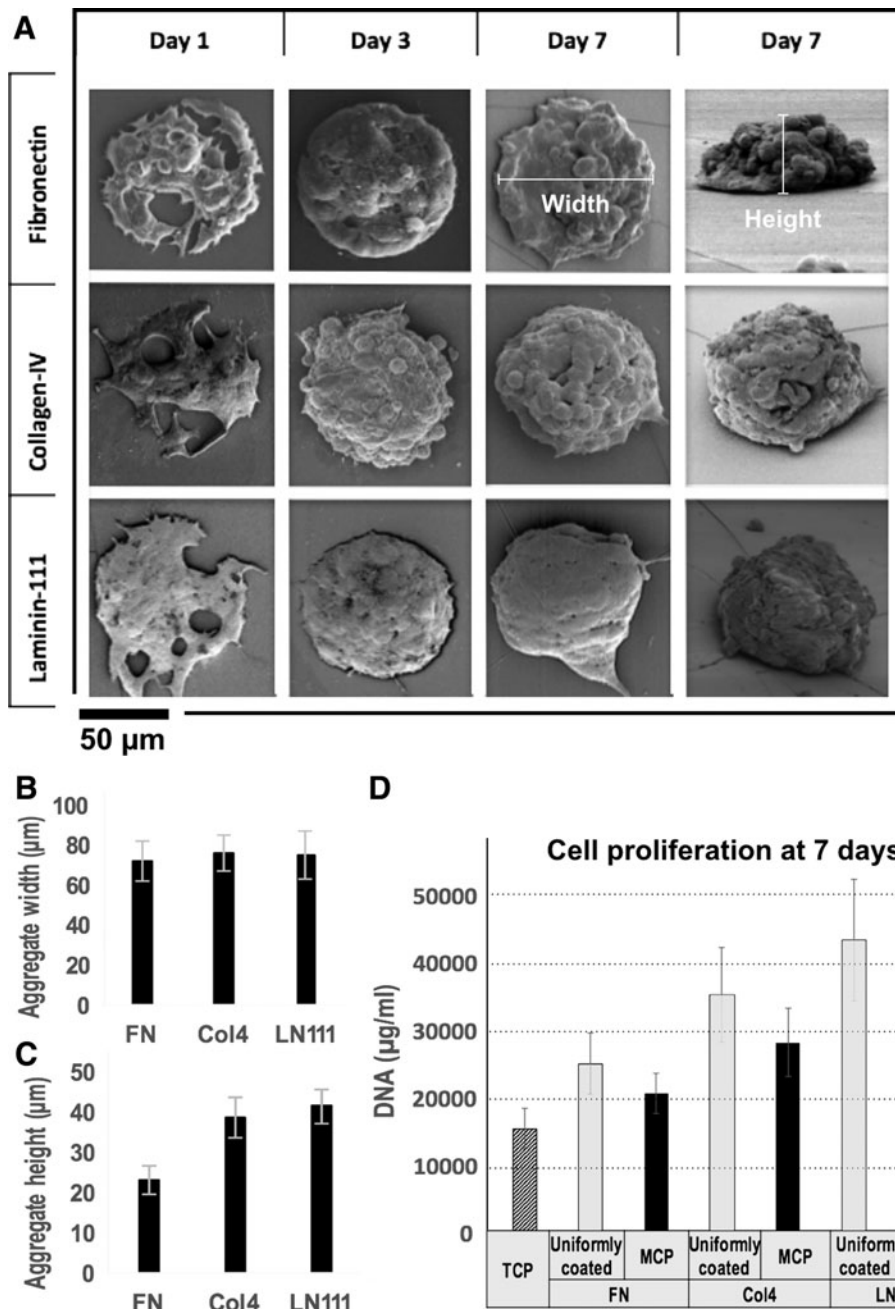 A
Day 1
Day 3
Day 7
Day 7
Fibronectin
Width
Height
Collagen-IV
Laminin-111
50 µm
B
Aggregate width (µm)
100
80
60
40
20
0
FN Col4 LN111
C
Aggregate height (µm)
50
40
30
20
10
0
FN Col4 LN111
D
Cell proliferation at 7 days
DNA (µg/ml)
50000
40000
30000
20000
10000
0
TCP
Uniformly
coated
MCP
Uniformly
coated
MCP
Uniform
coated
FN
Col4
LN